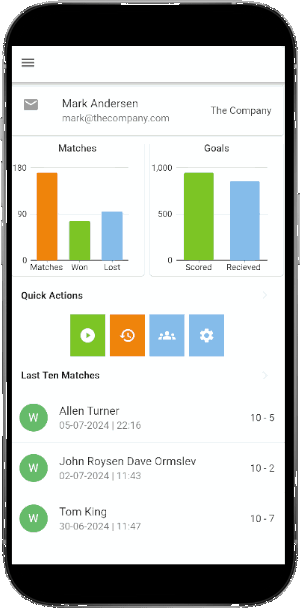 Mark Andersen
mark@thecompany.com
The Company
Matches
Goals
180
90
0
Matches Won Lost
1,000
500
0
Scored Recieved
Quick Actions
Last Ten Matches
W
Allen Turner
05-07-2024 | 22:16
10 - 5
W
John Roysen Dave Ormslev
02-07-2024 | 11:43
10 - 2
W
Tom King
30-06-2024 | 11:47
10 - 7